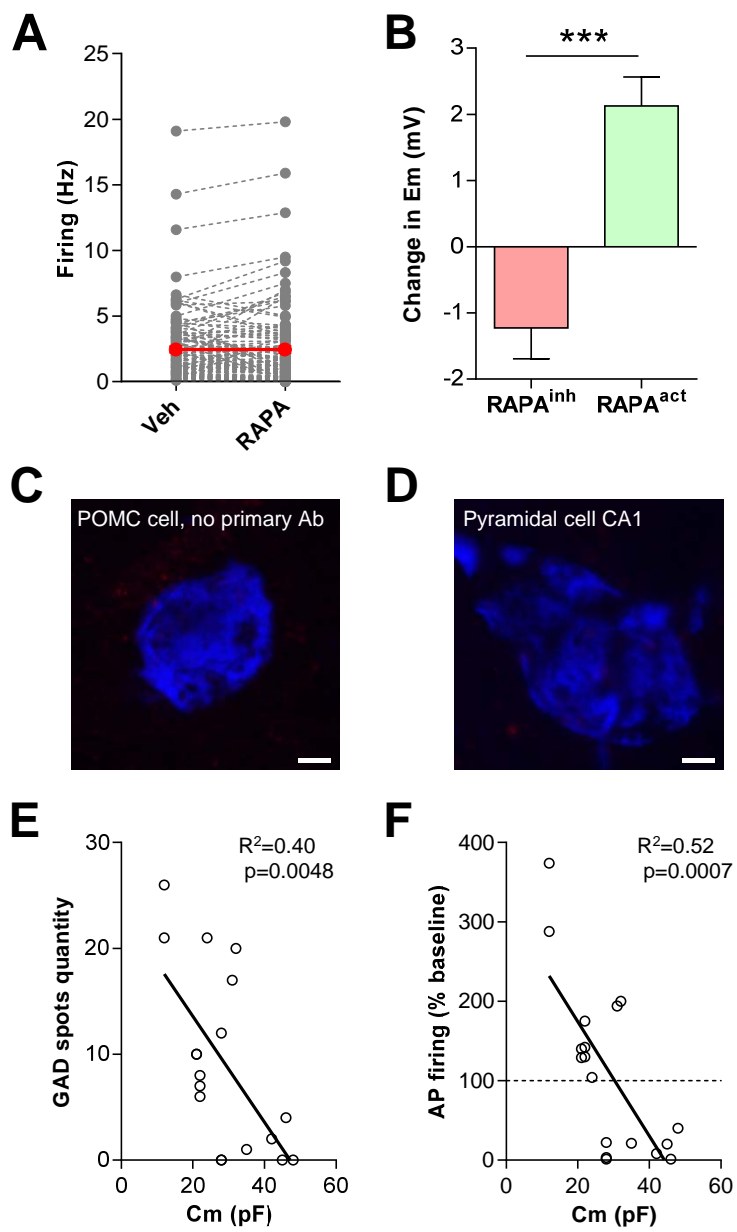 A
25
20
15
10
5
0
Firing (Hz)
Veh
RAPA
B
***
3
2
1
0
-1
-2
Change in Em (mV)
RAPAinh
RAPAact
C
POMC cell, no primary Ab
D
Pyramidal cell CA1
E
R2=0.40
p=0.0048
30
20
10
0
GAD spots quantity
0
20
40
60
Cm (pF)
F
R2=0.52
p=0.0007
400
300
200
100
0
AP firing (% baseline)
0
20
40
60
Cm (pF)